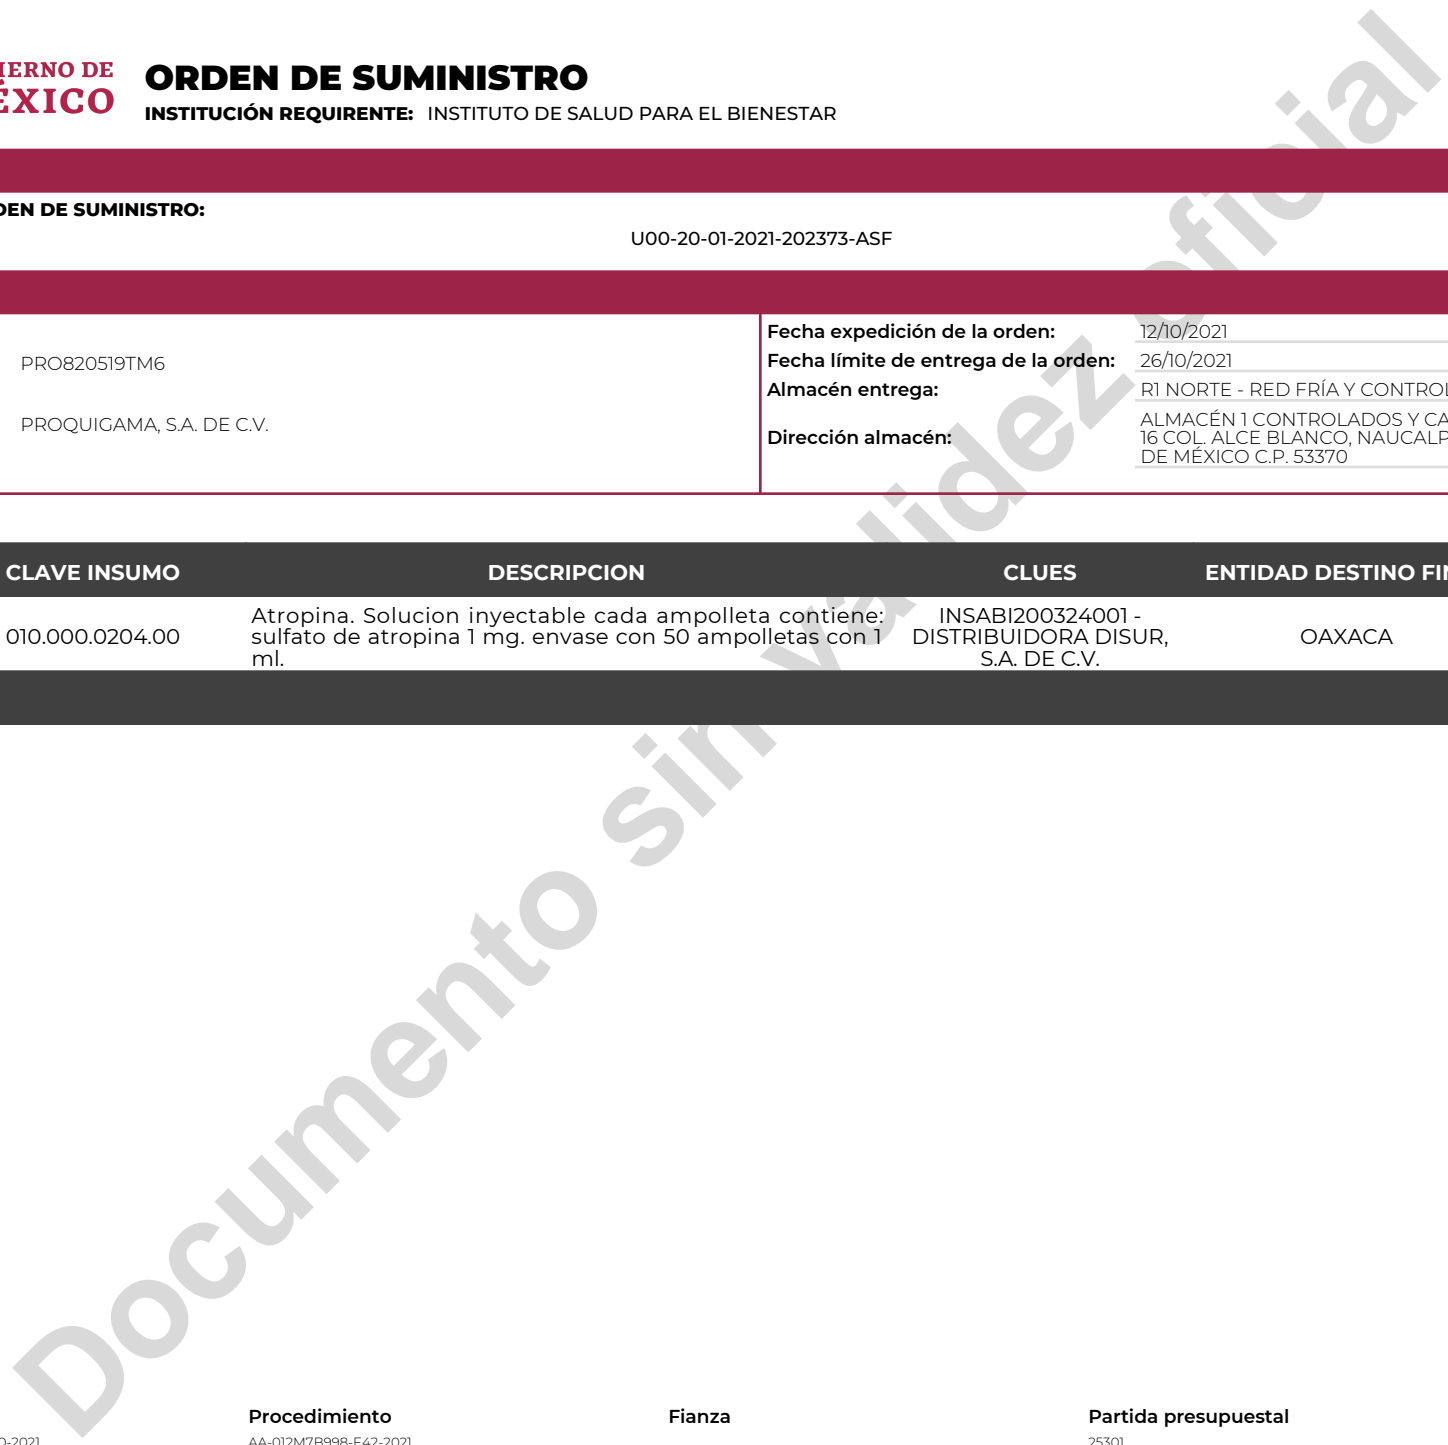 ORDEN DE SUMINISTRO
INSTITUCIÓN REQUIRENTE: INSTITUTO DE SALUD PARA EL BIENESTAR
IERNO DE
ÉXICO
DEN DE SUMINISTRO:
U00-20-01-2021-202373-ASF
PRO820519TM6
PROQUIGAMA, S.A. DE C.V.
Fecha expedición de la orden: 12/10/2021
Fecha límite de entrega de la orden: 26/10/2021
Almacén entrega: R1 NORTE - RED FRÍA Y CONTROL
Dirección almacén: ALMACÉN 1 CONTROLADOS Y CA
16 COL. ALCE BLANCO, NAUCALP
DE MÉXICO C.P. 53370
CLAVE INSUMO DESCRIPCION CLUES ENTIDAD DESTINO FIN
010.000.0204.00
Atropina. Solucion inyectable cada ampolleta contiene:
sulfato de atropina 1 mg. envase con 50 ampolletas con 1
ml.
INSABI200324001 -
DISTRIBUIDORA DISUR,
S.A. DE C.V.
OAXACA
Documento sin validez oficial
Procedimiento Fianza Partida presupuestal
0-2021 AA-012M7B998-E42-2021 25301